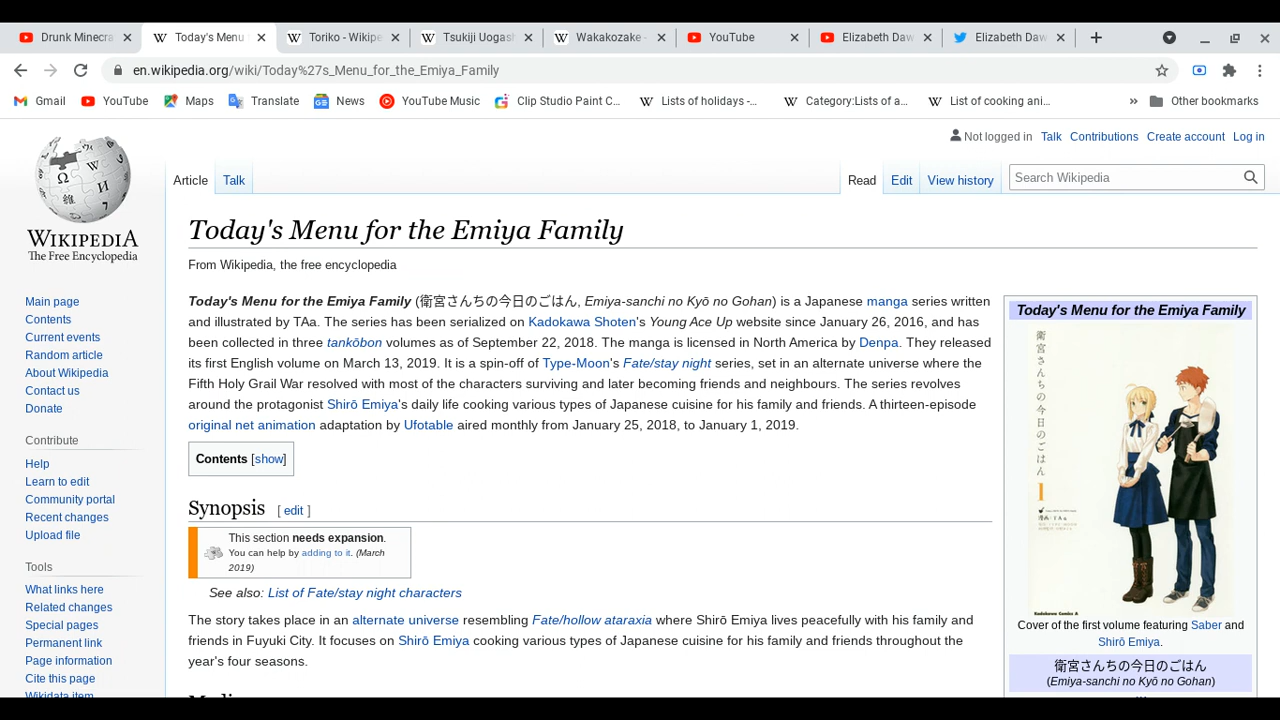 Drunk Minecra
Today's Menu
Toriko - Wikipe
Tsukiji Uogash
Wakakozake -
YouTube
Elizabeth Daw
Elizabeth Daw
en.wikipedia.org/wiki/Today%27s_Menu_for_the_Emiya_Family
Gmail
YouTube
Maps
Translate
News
YouTube Music
Clip Studio Paint C…
Lists of holidays -…
Category:Lists of a…
List of cooking ani…
»
Other bookmarks
Not logged in Talk Contributions Create account Log in
Article Talk
Read Edit View history
Search Wikipedia
WIKIPEDIA
The Free Encyclopedia
Main page
Contents
Current events
Random article
About Wikipedia
Contact us
Donate
Contribute
Help
Learn to edit
Community portal
Recent changes
Upload file
Tools
What links here
Related changes
Special pages
Permanent link
Page information
Cite this page
Wikidata item
Today's Menu for the Emiya Family
From Wikipedia, the free encyclopedia
Today's Menu for the Emiya Family (衛宮さんちの今日のごはん, Emiya-sanchi no Kyō no Gohan) is a Japanese manga series written
and illustrated by TAa. The series has been serialized on Kadokawa Shoten's Young Ace Up website since January 26, 2016, and has
been collected in three tankōbon volumes as of September 22, 2018. The manga is licensed in North America by Denpa. They released
its first English volume on March 13, 2019. It is a spin-off of Type-Moon's Fate/stay night series, set in an alternate universe where the
Fifth Holy Grail War resolved with most of the characters surviving and later becoming friends and neighbours. The series revolves
around the protagonist Shirō Emiya's daily life cooking various types of Japanese cuisine for his family and friends. A thirteen-episode
original net animation adaptation by Ufotable aired monthly from January 25, 2018, to January 1, 2019.
Contents [show]
Synopsis [ edit ]
This section needs expansion.
You can help by adding to it. (March
2019)
See also: List of Fate/stay night characters
The story takes place in an alternate universe resembling Fate/hollow ataraxia where Shirō Emiya lives peacefully with his family and
friends in Fuyuki City. It focuses on Shirō Emiya cooking various types of Japanese cuisine for his family and friends throughout the
year's four seasons.
Today's Menu for the Emiya Family
衛宮さんちの今日のごはん
1
漫画・TAa
Kadokawa Comics A
Cover of the first volume featuring Saber and
Shirō Emiya.
衛宮さんちの今日のごはん
(Emiya-sanchi no Kyō no Gohan)